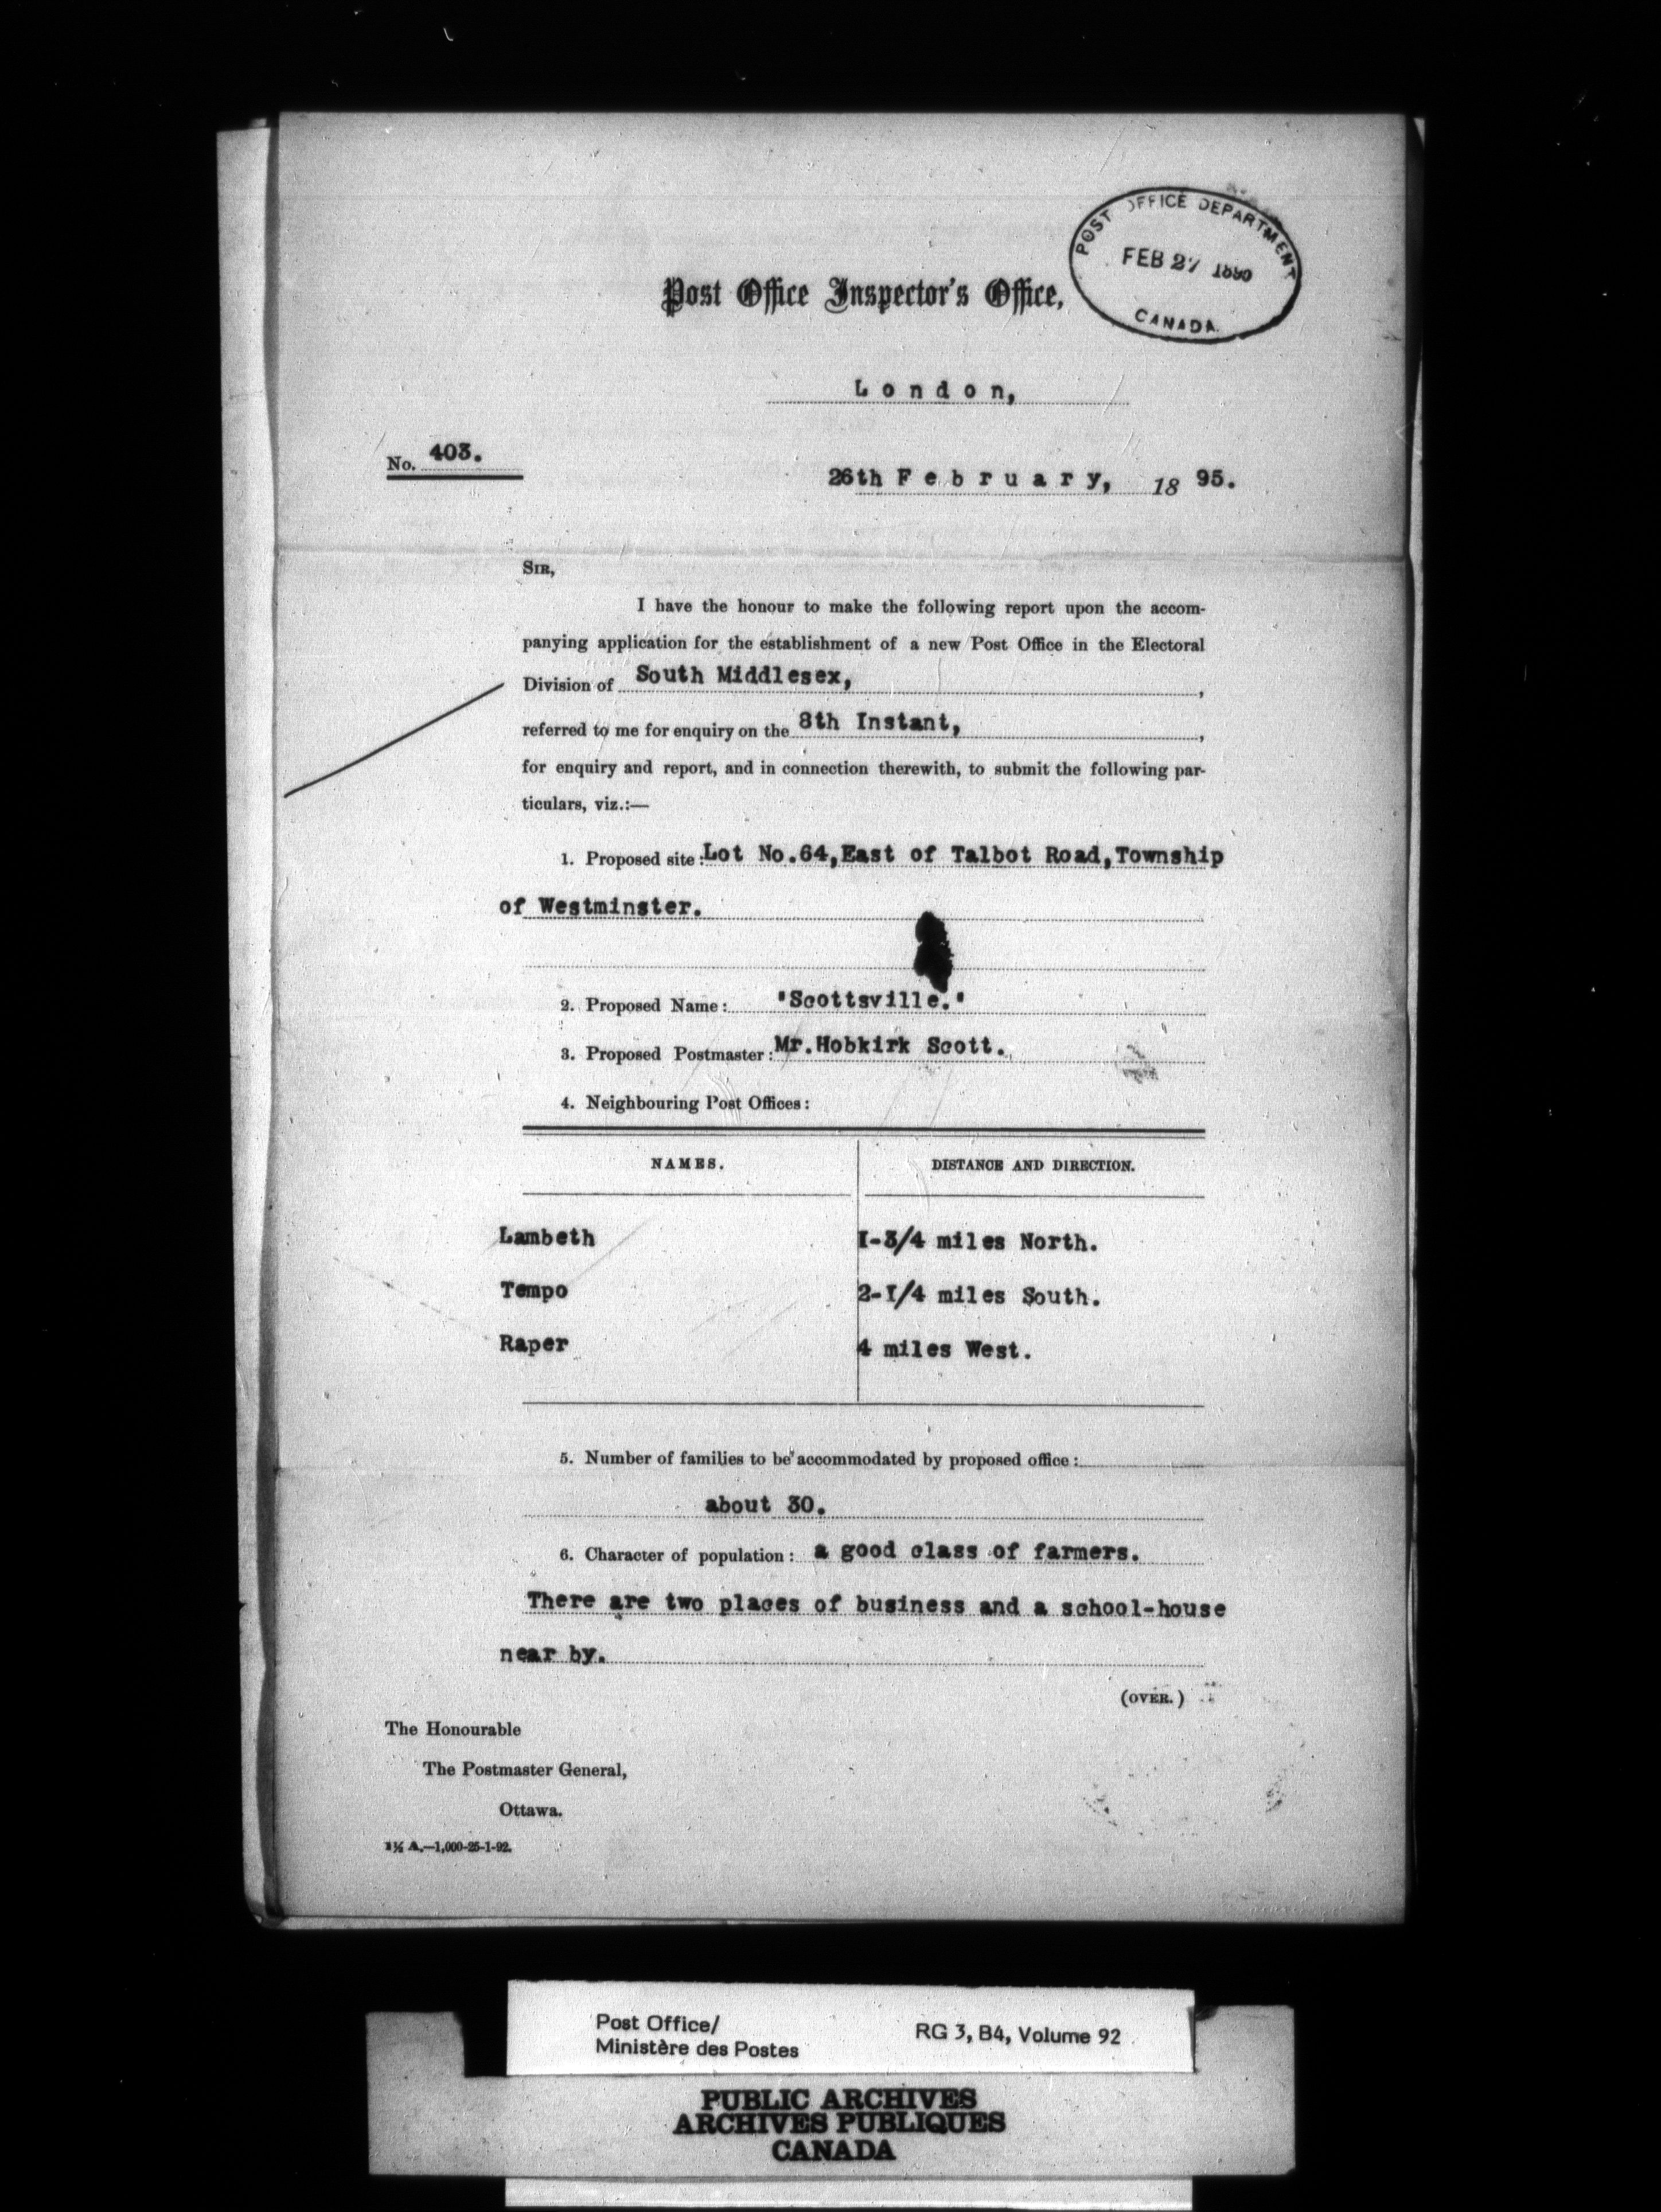 POST OFFICE DEPARTMENT
FEB 27
CANADA
Post Office Inspector's Office,
London,
No. 403.
26th February, 1895.
SIR,
I have the honour to make the following report upon the accom-
panying application for the establishment of a new Post Office in the Electoral
Division of South Middlesex, ,
referred to me for enquiry on the 8th Instant, ,
for enquiry and report, and in connection therewith, to submit the following par-
ticulars, viz.:—
1. Proposed site: Lot No.64, East of Talbot Road, Township
of Westminster.
2. Proposed Name: "Scottsville."
3. Proposed Postmaster: Mr. Hobkirk Scott.
4. Neighbouring Post Offices:
NAMES. DISTANCE AND DIRECTION.
Lambeth I-3/4 miles North.
Tempo 2-I/4 miles South.
Raper 4 miles West.
5. Number of families to be accommodated by proposed office:
about 30.
6. Character of population: a good class of farmers.
There are two places of business and a school-house
near by.
(OVER.)
The Honourable
The Postmaster General,
Ottawa.
½ A.—1,000-25-1-92.
Post Office/
Ministère des Postes
RG 3, B4, Volume 92
PUBLIC ARCHIVES
ARCHIVES PUBLIQUES
CANADA